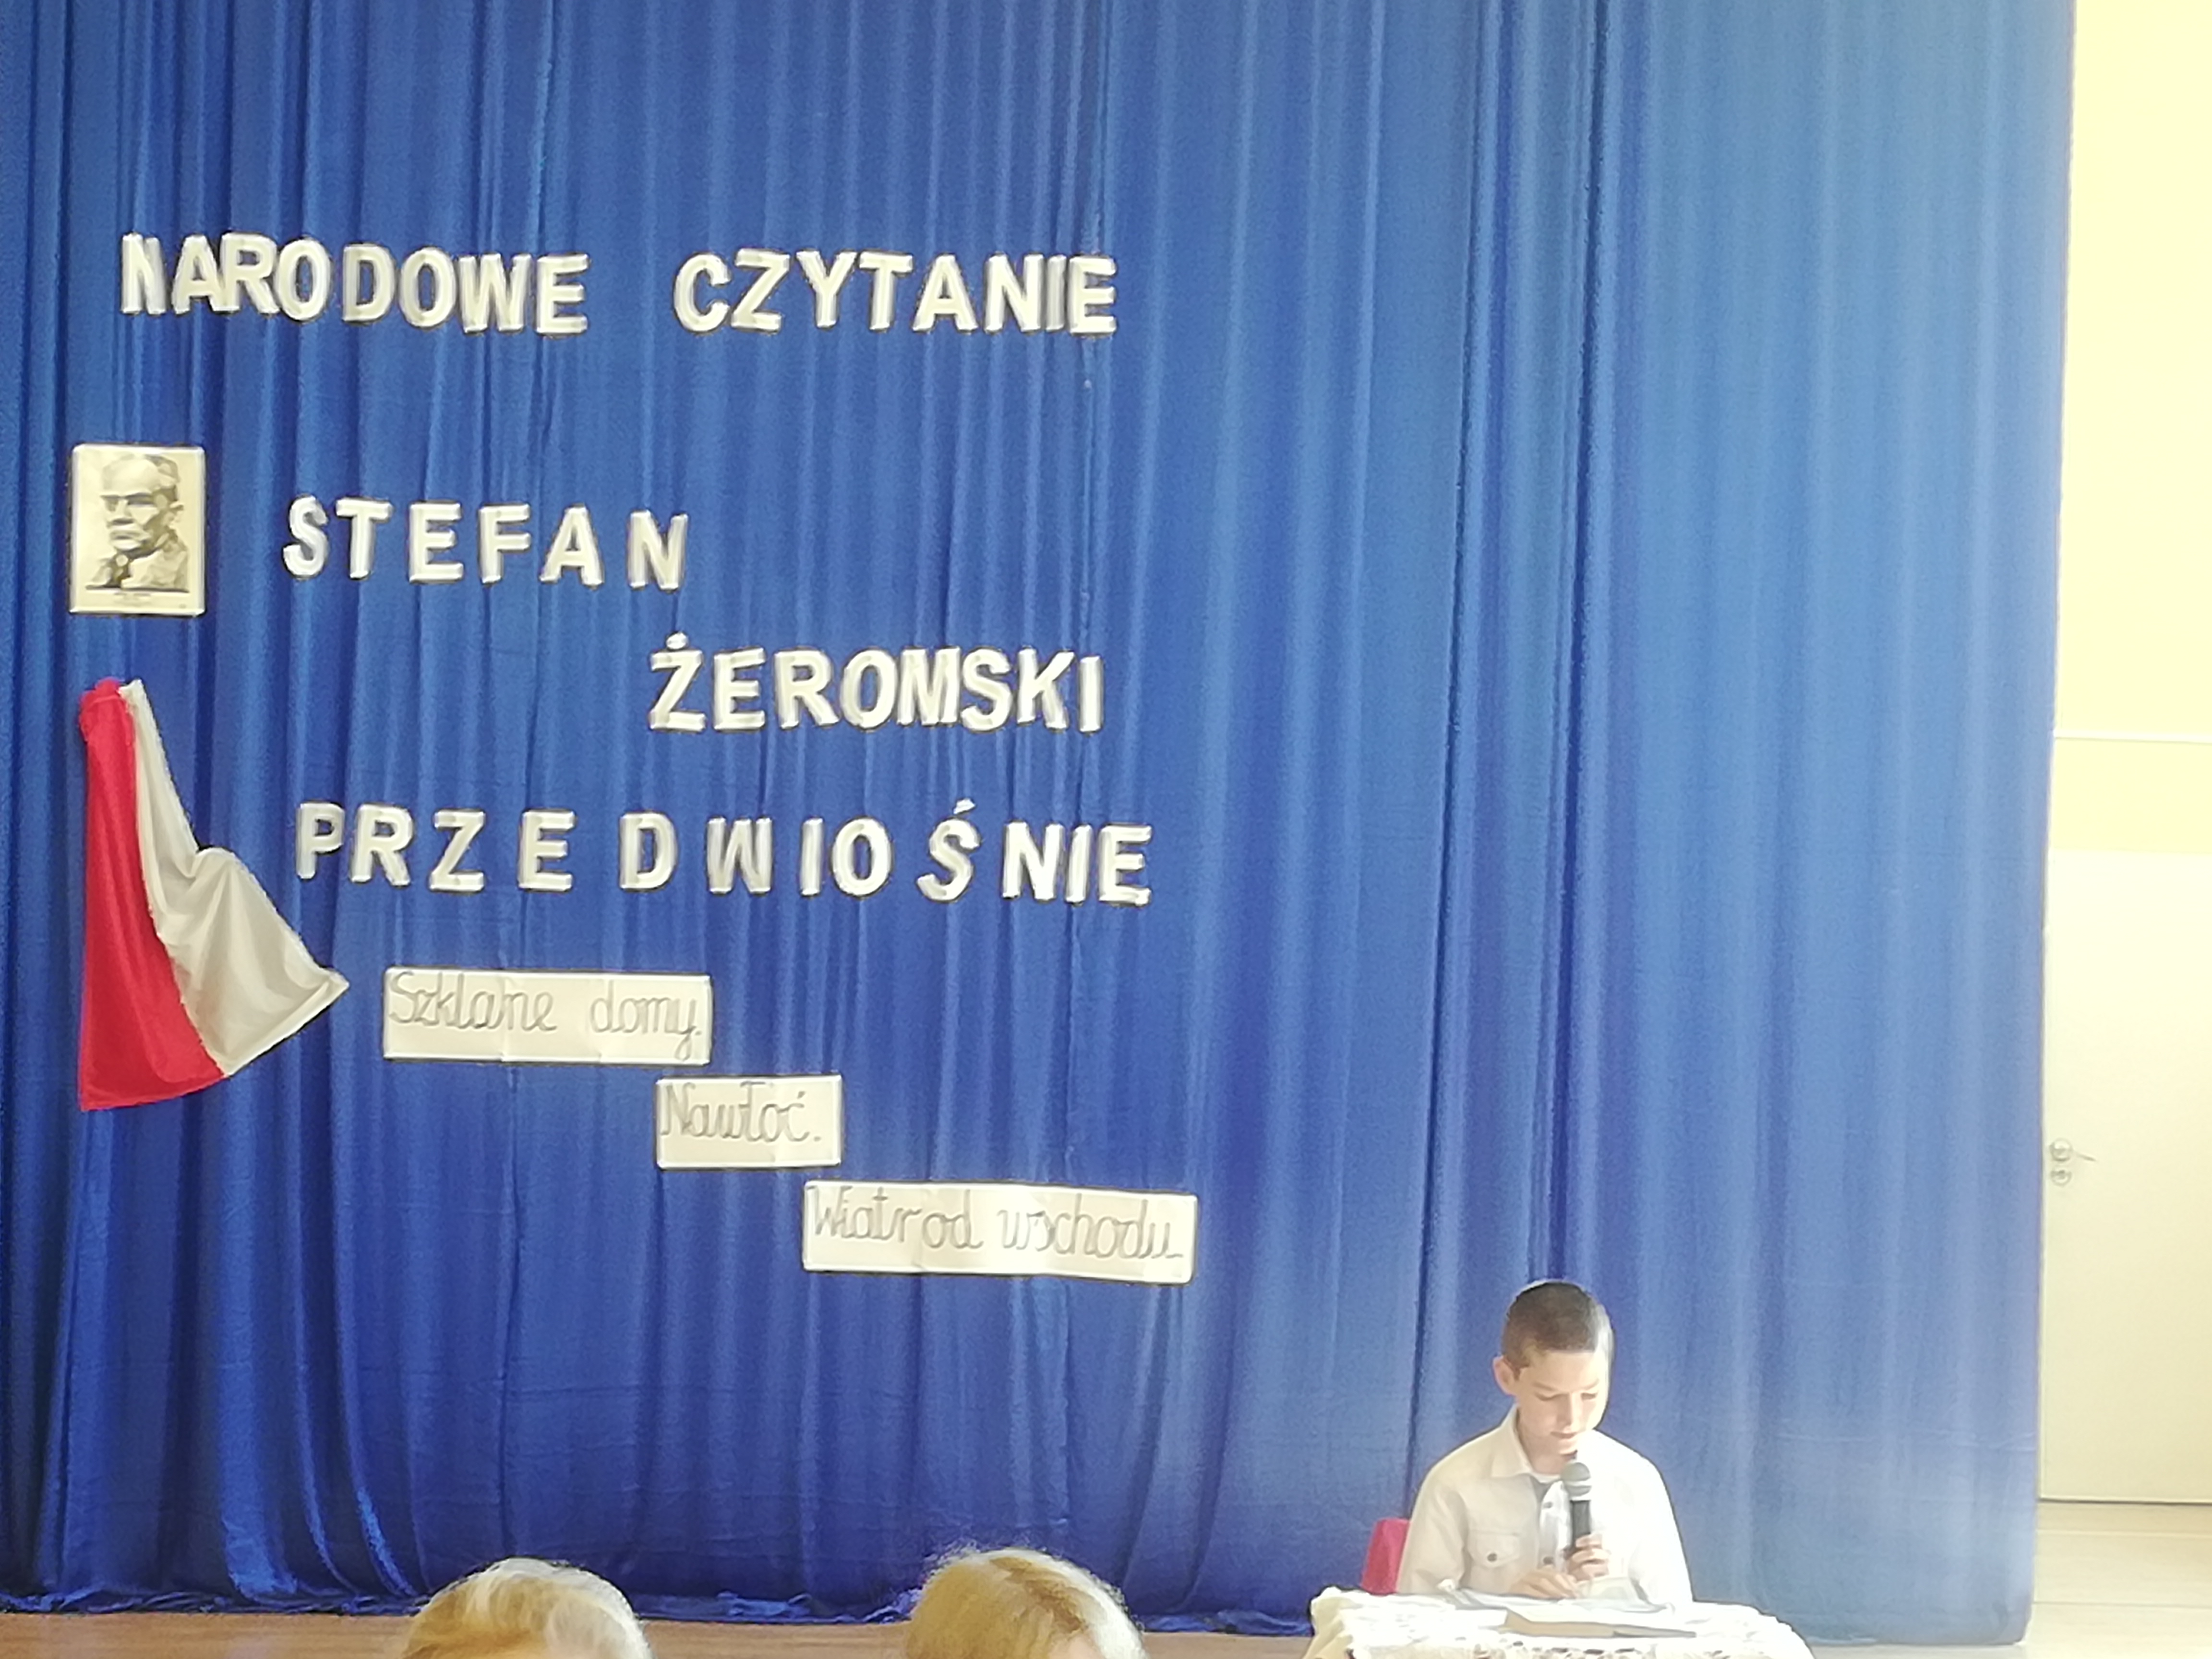 NARODOWE CZYTANIE
STEFAN
ŻEROMSKI
PRZEDWIOŚNIE
Szklane domy.
Nawłoć.
Wiatr od wschodu